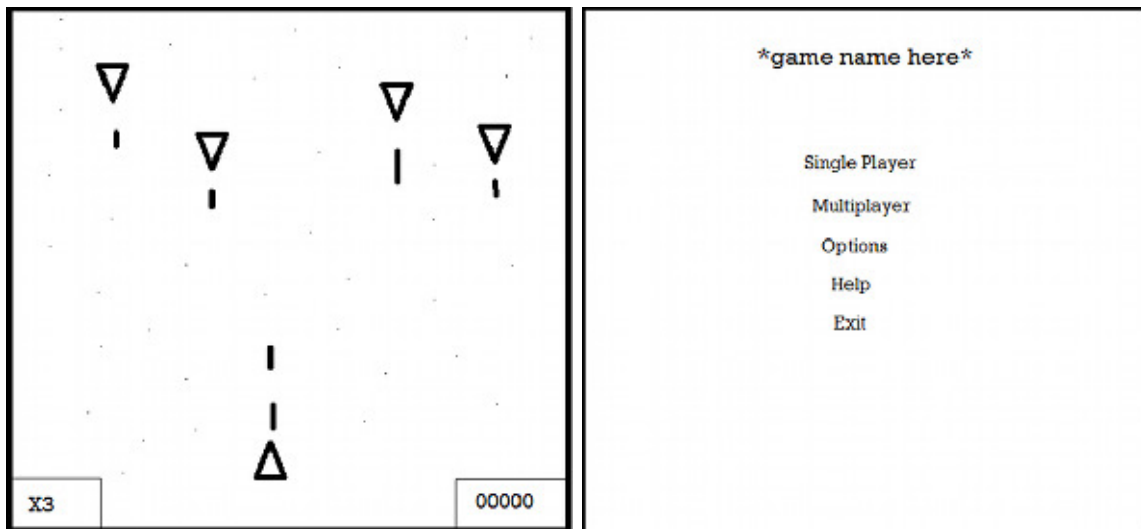 X3
00000
*game name here*
Single Player
Multiplayer
Options
Help
Exit